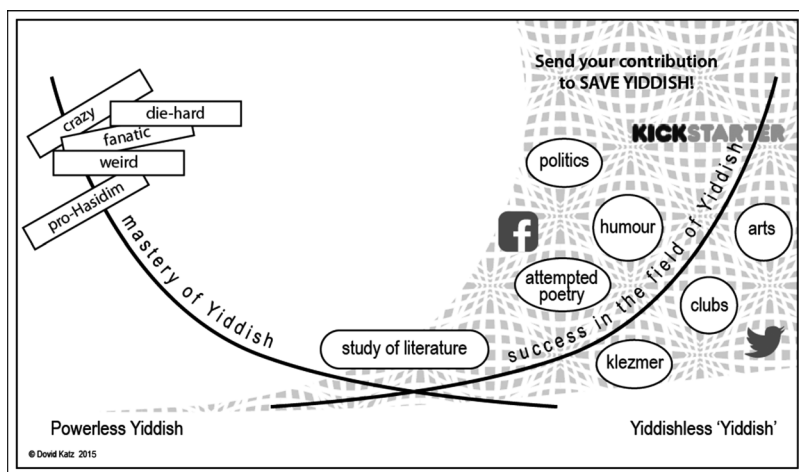 Send your contribution
to SAVE YIDDISH!
KICKSTARTER
crazy
die-hard
fanatic
weird
pro-Hasidim
politics
humour
arts
attempted
poetry
clubs
klezmer
mastery of Yiddish
success in the field of Yiddish
study of literature
Powerless Yiddish
Yiddishless ‘Yiddish’
© Dovid Katz 2015